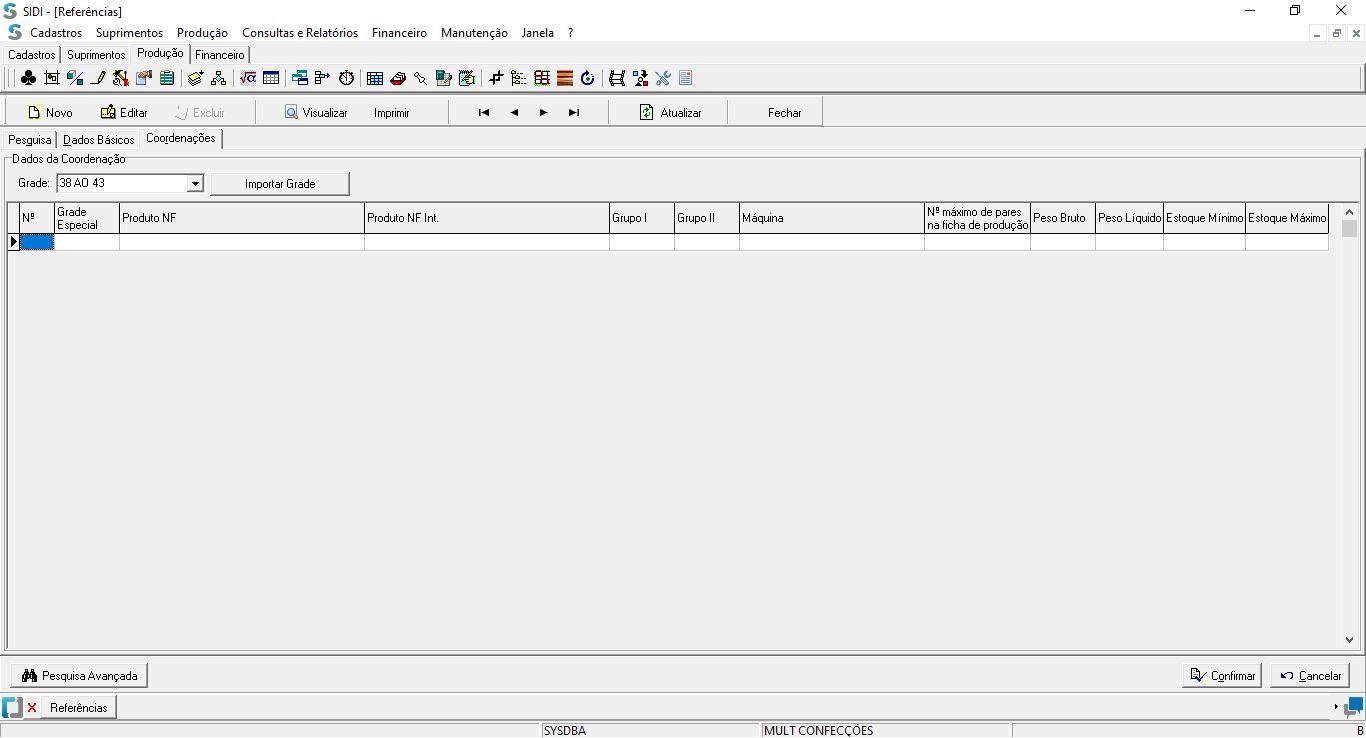 SIDI - [Referências]
Cadastros Suprimentos Produção Consultas e Relatórios Financeiro Manutenção Janela ?
Cadastros Suprimentos Produção Financeiro
Novo Editar Excluir Visualizar Imprimir Atualizar Fechar
Pesquisa Dados Básicos Coordenações
Dados da Coordenação
Grade: 38 AO 43 Importar Grade
Nº Grade Especial Produto NF Produto NF Int. Grupo I Grupo II Máquina Nº máximo de pares na ficha de produção Peso Bruto Peso Líquido Estoque Mínimo Estoque Máximo
Pesquisa Avançada Confirmar Cancelar
Referências
SYSDBA MULT CONFECÇÕES B